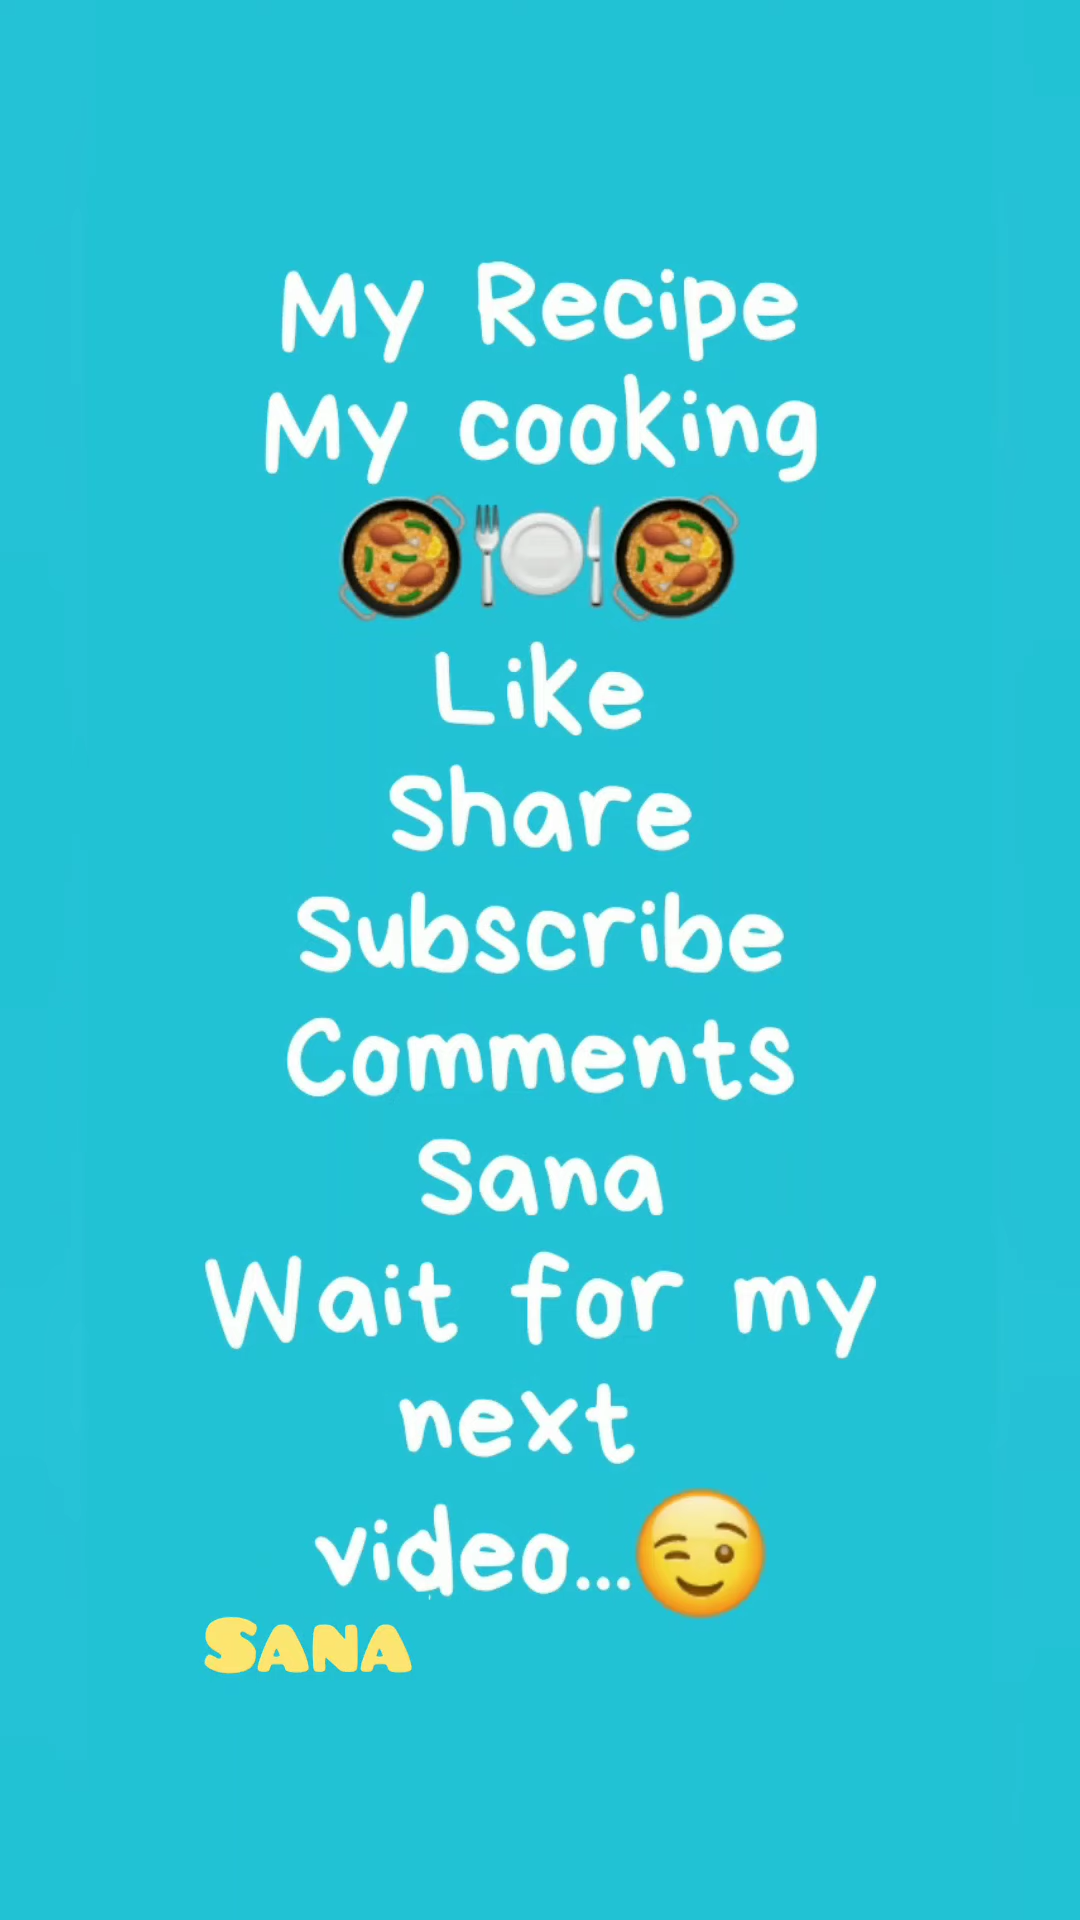 My Recipe
My cooking
🥘🍽️🥘
Like
Share
Subscribe
Comments
Sana
Wait for my
next
video...😉
SANA